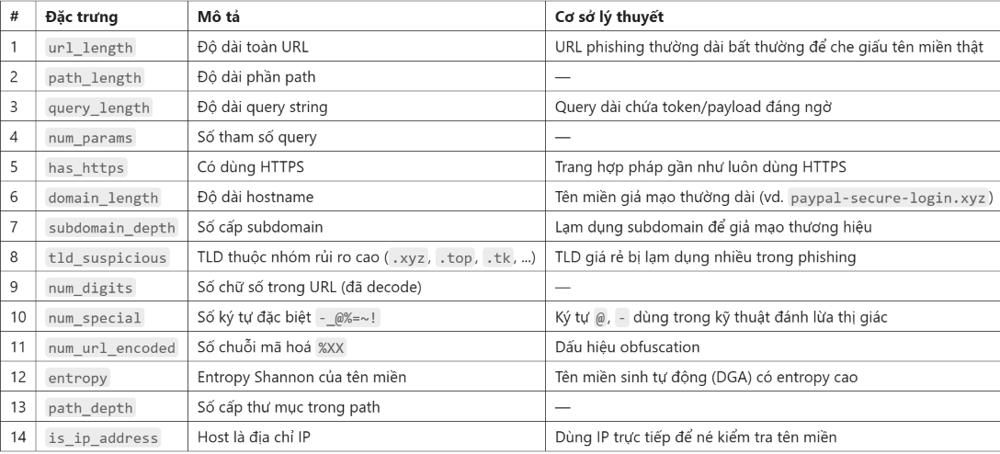 # Đặc trưng Mô tả Cơ sở lý thuyết
1 url_length Độ dài toàn URL URL phishing thường dài bất thường để che giấu tên miền thật
2 path_length Độ dài phần path —
3 query_length Độ dài query string Query dài chứa token/payload đáng ngờ
4 num_params Số tham số query —
5 has_https Có dùng HTTPS Trang hợp pháp gần như luôn dùng HTTPS
6 domain_length Độ dài hostname Tên miền giả mạo thường dài (vd. paypal-secure-login.xyz)
7 subdomain_depth Số cấp subdomain Lạm dụng subdomain để giả mạo thương hiệu
8 tld_suspicious TLD thuộc nhóm rủi ro cao (.xyz, .top, .tk, ...) TLD giá rẻ bị lạm dụng nhiều trong phishing
9 num_digits Số chữ số trong URL (đã decode) —
10 num_special Số ký tự đặc biệt -_@%=~! Ký tự @, - dùng trong kỹ thuật đánh lừa thị giác
11 num_url_encoded Số chuỗi mã hoá %XX Dấu hiệu obfuscation
12 entropy Entropy Shannon của tên miền Tên miền sinh tự động (DGA) có entropy cao
13 path_depth Số cấp thư mục trong path —
14 is_ip_address Host là địa chỉ IP Dùng IP trực tiếp để né kiểm tra tên miền